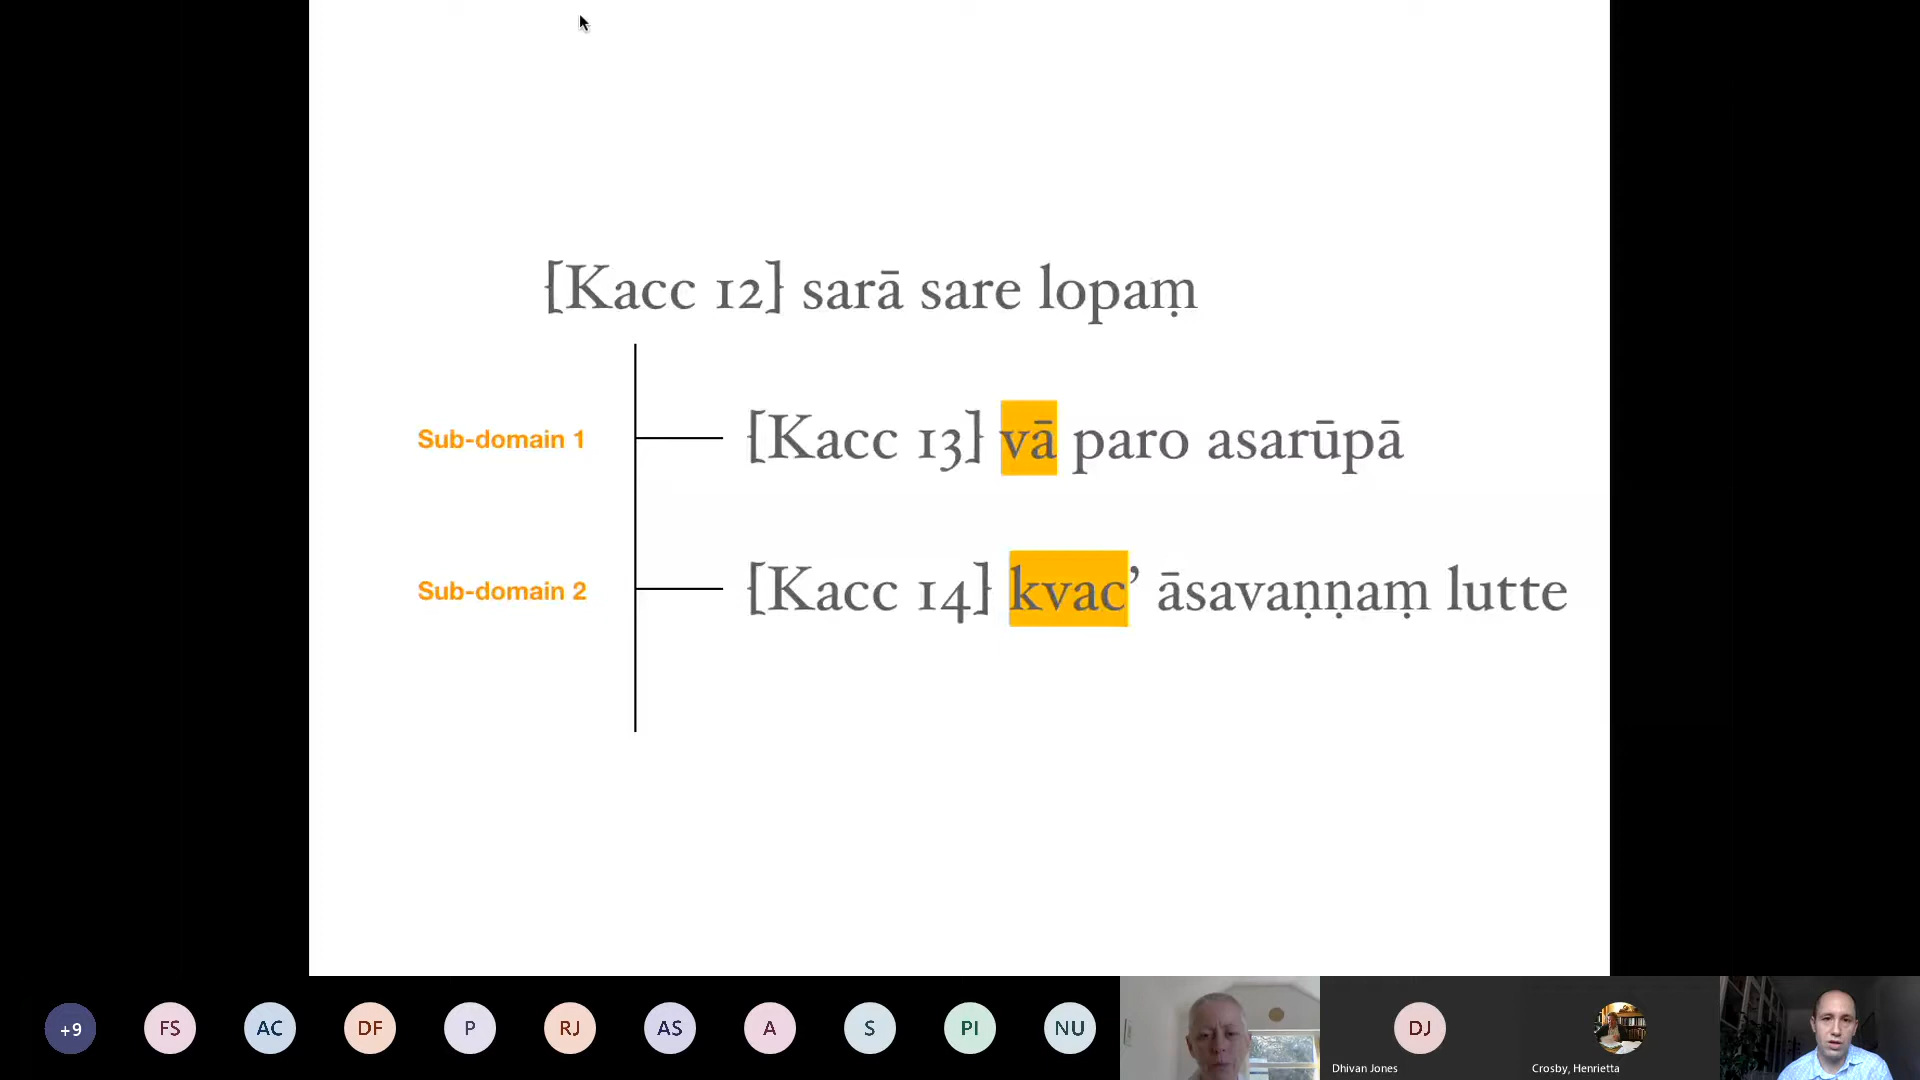 [Kacc 12] sarā sare lopaṃ
Sub-domain 1
[Kacc 13] vā paro asarūpā
Sub-domain 2
[Kacc 14] kvac’ āsavaṇṇaṃ lutte
+9
FS
AC
DF
P
RJ
AS
A
S
PI
NU
DJ
Dhivan Jones
Crosby, Henrietta